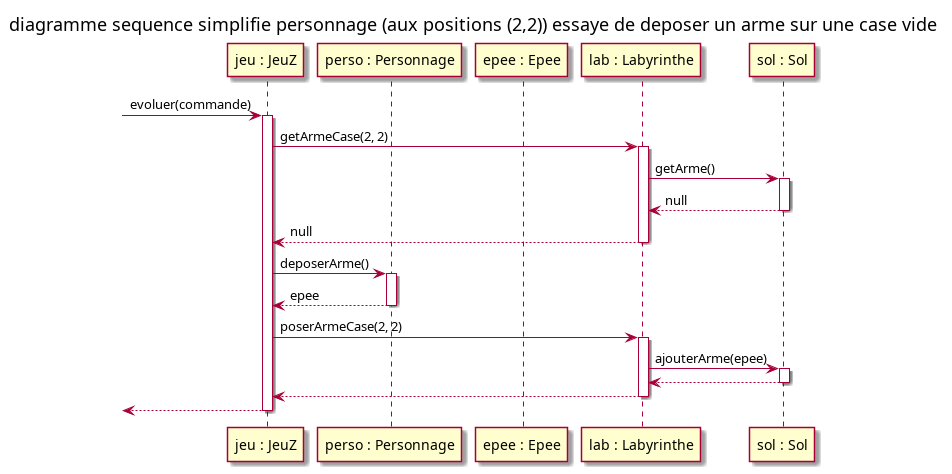 diagramme sequence simplifie personnage (aux positions (2,2)) essaye de deposer un arme sur une case vide
jeu : JeuZ perso : Personnage epee : Epee lab : Labyrinthe sol : Sol
evoluer(commande)
getArmeCase(2, 2)
getArme()
null
null
deposerArme()
epee
poserArmeCase(2, 2)
ajouterArme(epee)
jeu : JeuZ perso : Personnage epee : Epee lab : Labyrinthe sol : Sol